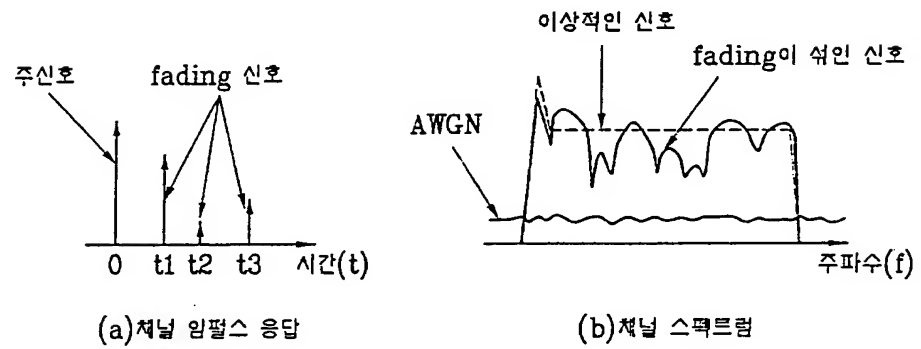 주신호
fading 신호
0 t1 t2 t3 시간(t)
(a)채널 임펄스 응답
이상적인 신호
fading이 섞인 신호
AWGN
주파수(f)
(b)채널 스펙트럼